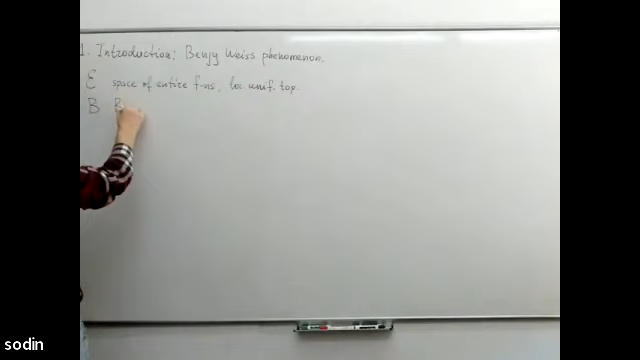 1. Introduction: Benjy Weiss phenomenon.
ℰ space of entire f-ns, loc. unif. top.
B B
sodin